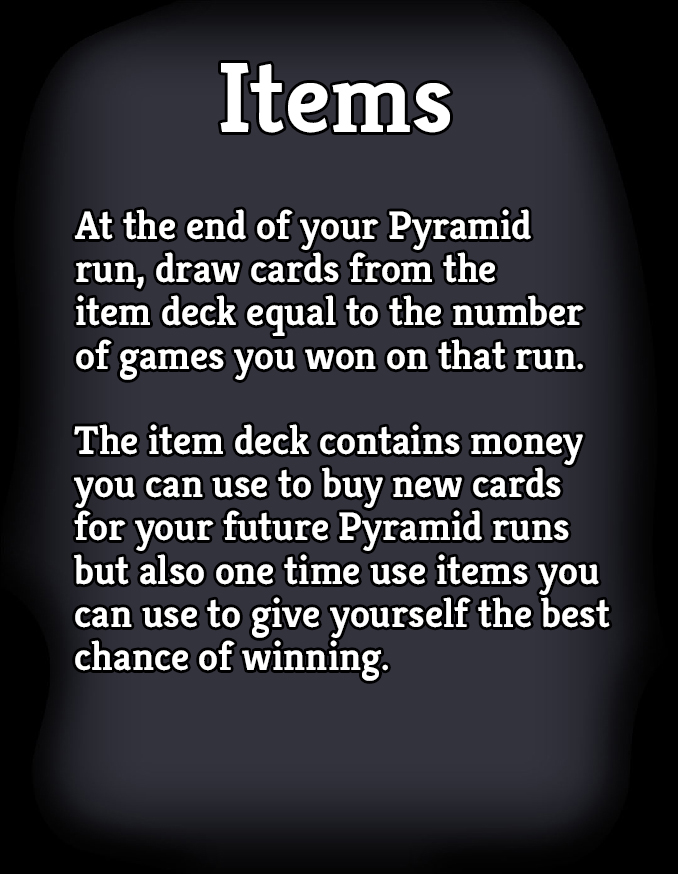 Items
At the end of your Pyramid
run, draw cards from the
item deck equal to the number
of games you won on that run.
The item deck contains money
you can use to buy new cards
for your future Pyramid runs
but also one time use items you
can use to give yourself the best
chance of winning.